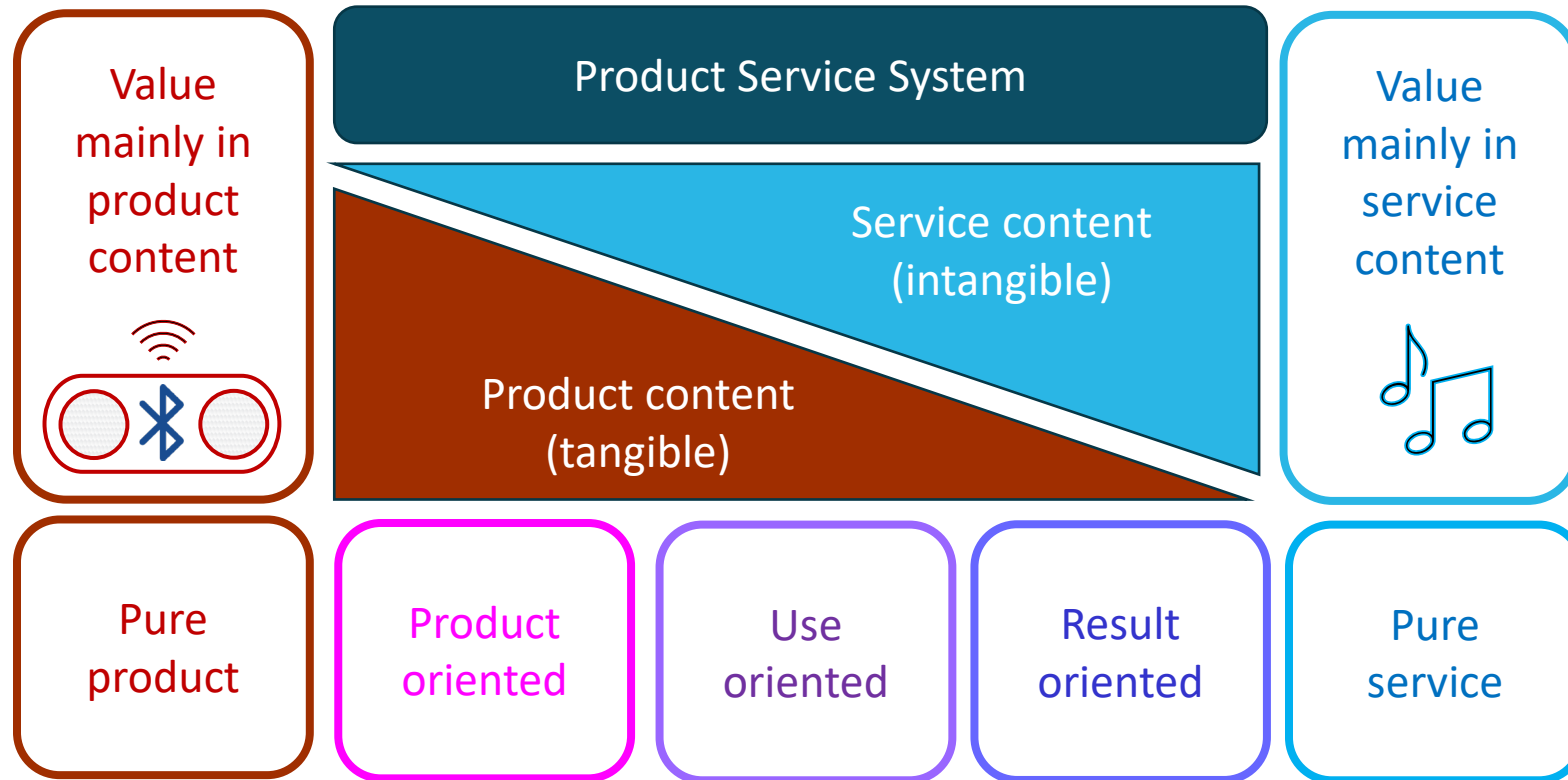 Value
mainly in
product
content
Product Service System
Service content
(intangible)
Product content
(tangible)
Value
mainly in
service
content
Pure
product
Product
oriented
Use
oriented
Result
oriented
Pure
service